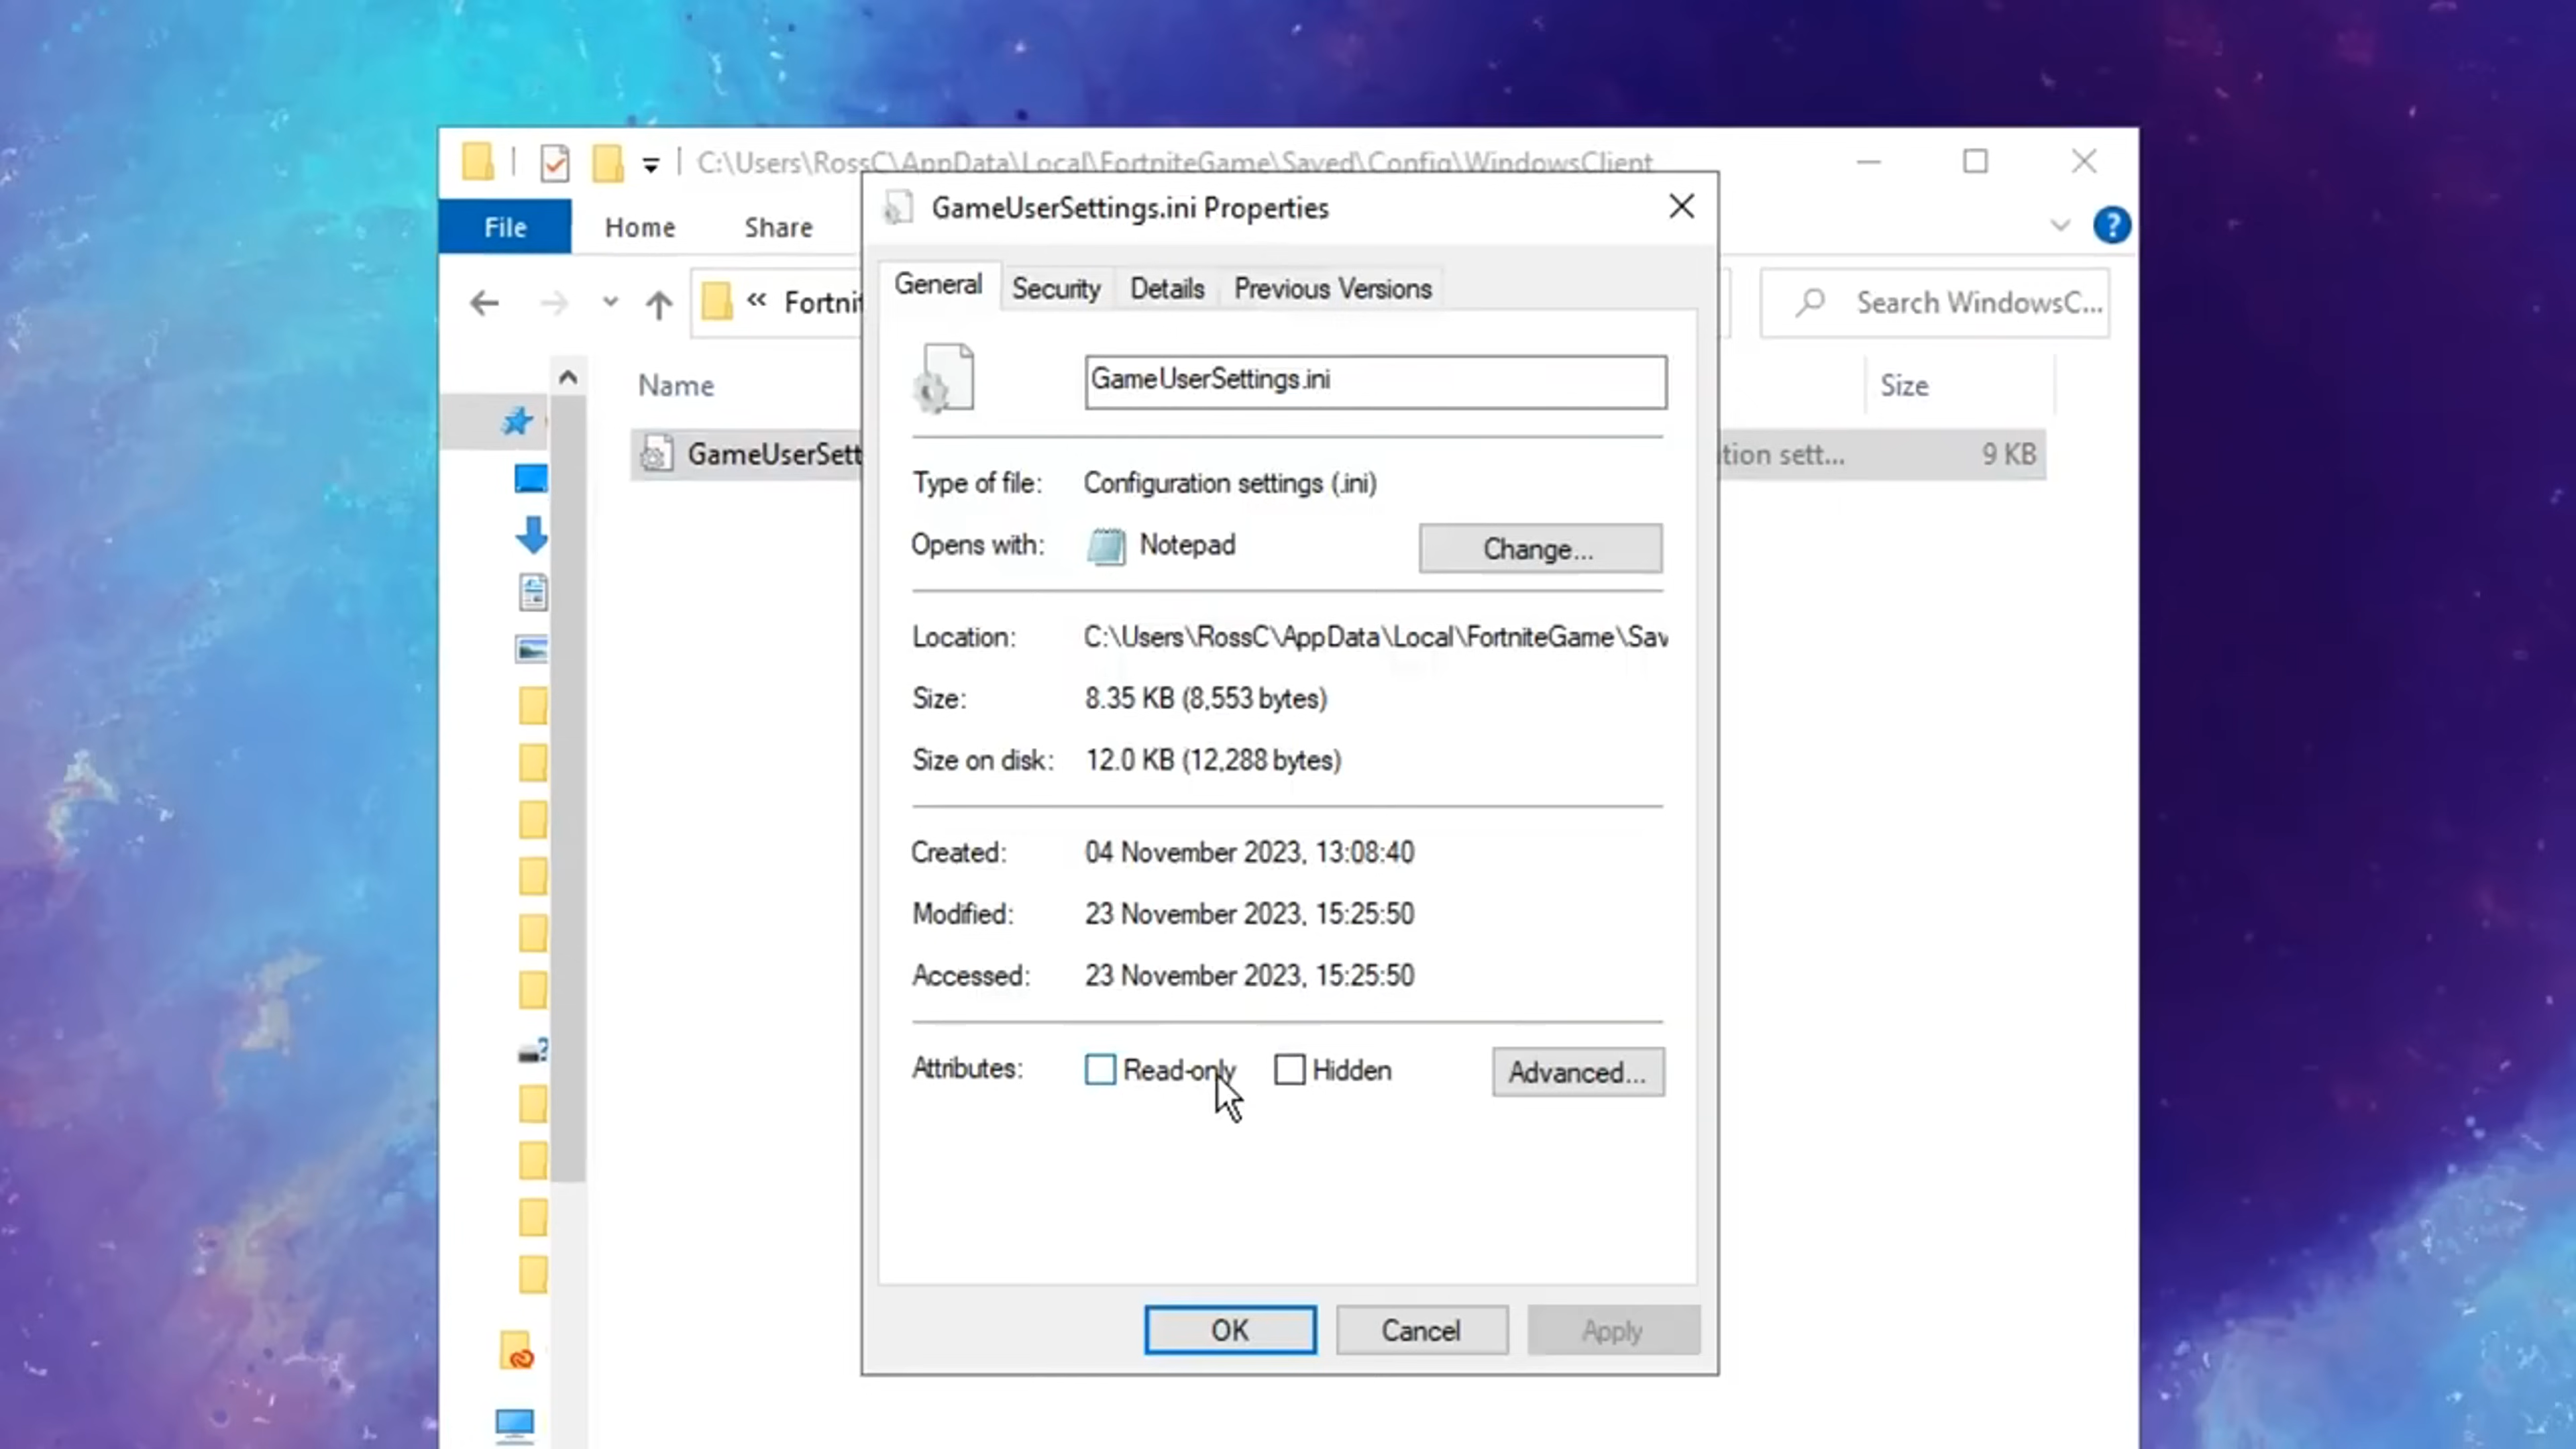 C:\Users\RossC\AppData\Local\FortniteGame\Saved\Config\WindowsClient
File Home Share
GameUserSettings.ini Properties
?
General Security Details Previous Versions
« Fortnit
Search WindowsC...
GameUserSettings.ini
Name
Size
GameUserSett
tion sett... 9 KB
Type of file: Configuration settings (.ini)
Opens with: Notepad Change...
Location: C:\Users\RossC\AppData\Local\FortniteGame\Sav
Size: 8.35 KB (8,553 bytes)
Size on disk: 12.0 KB (12,288 bytes)
Created: 04 November 2023, 13:08:40
Modified: 23 November 2023, 15:25:50
Accessed: 23 November 2023, 15:25:50
Attributes: Read-only Hidden Advanced...
OK Cancel Apply